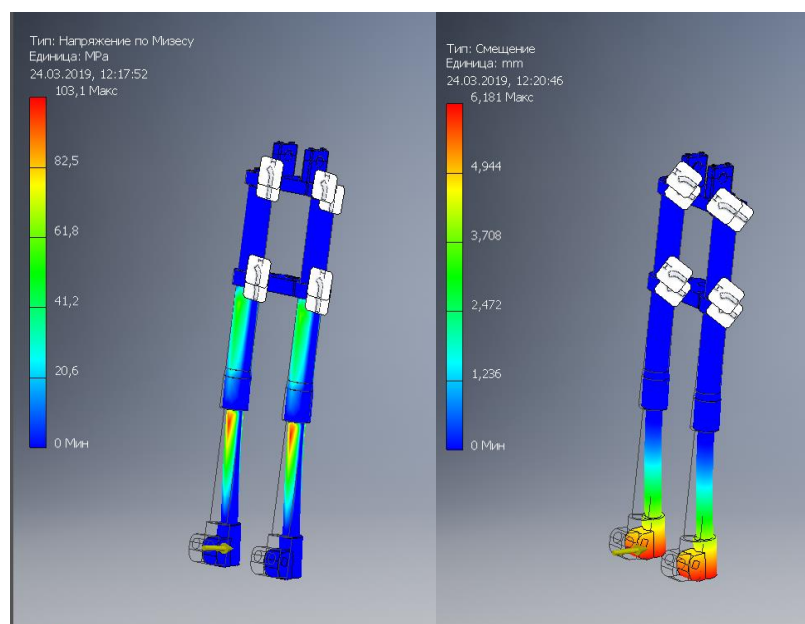 Тип: Напряжение по Мизесу
Единица: MPa
24.03.2019, 12:17:52
103,1 Макс
82,5
61,8
41,2
20,6
0 Мин
Тип: Смещение
Единица: mm
24.03.2019, 12:20:46
6,181 Макс
4,944
3,708
2,472
1,236
0 Мин